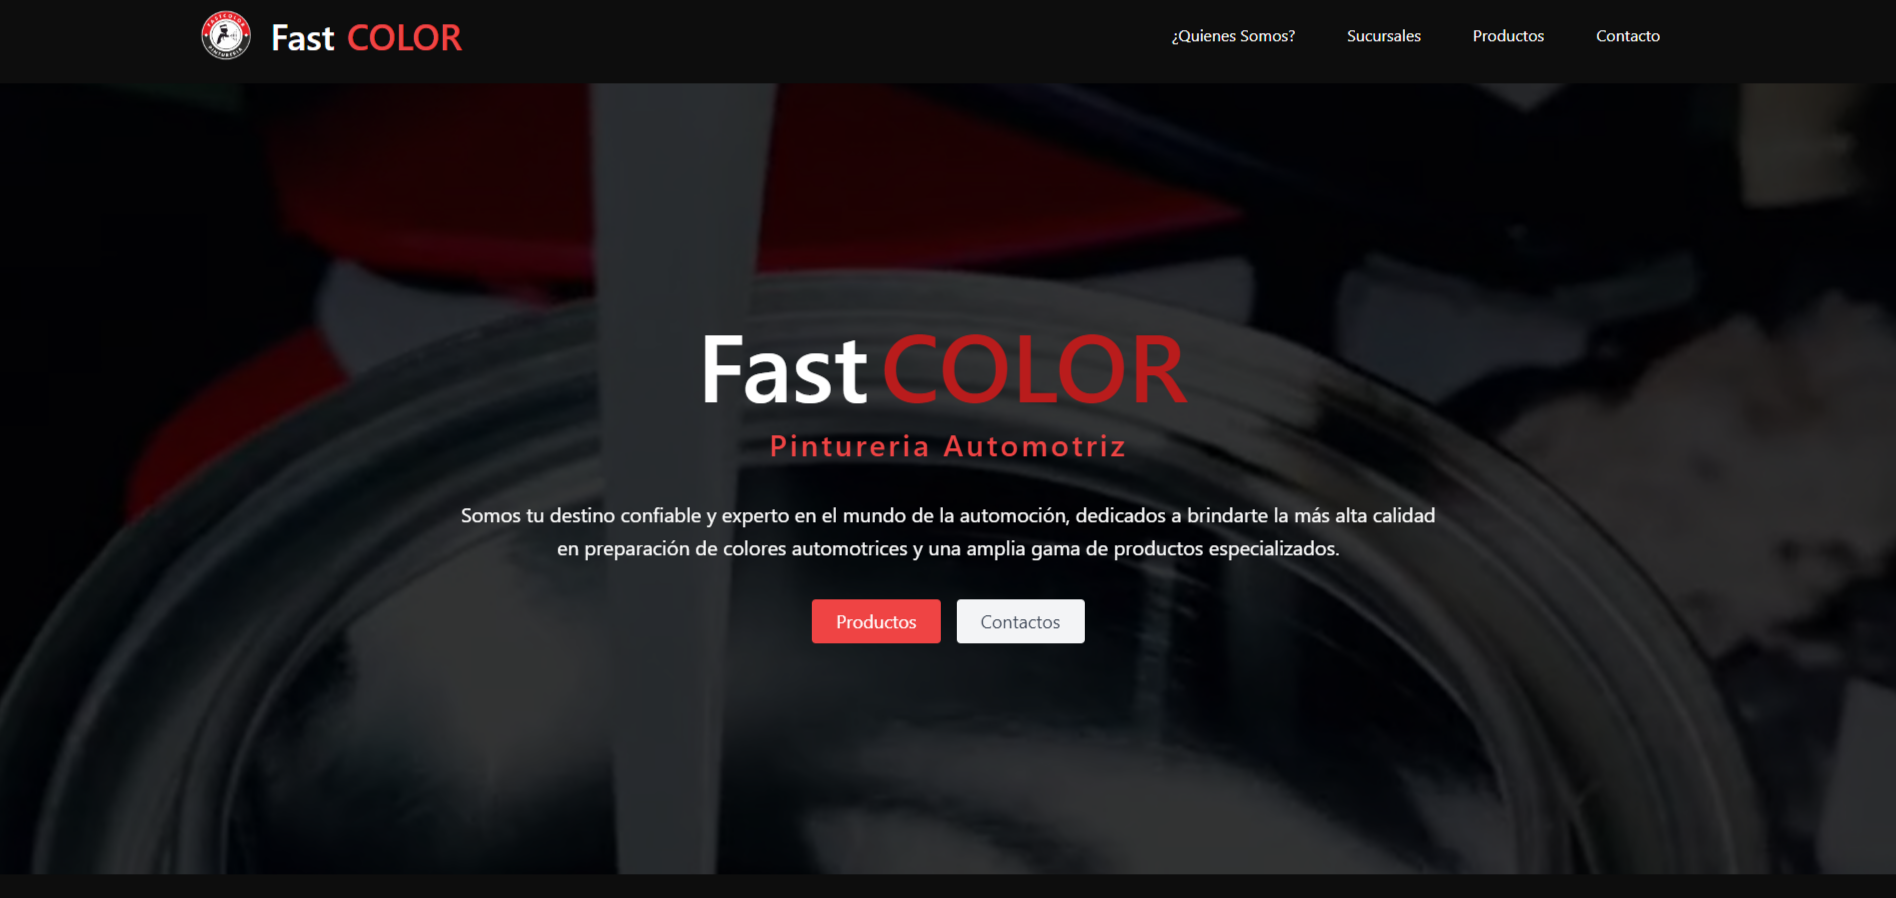 FASTCOLOR
PINTURERIA
Fast COLOR
¿Quienes Somos?
Sucursales
Productos
Contacto
Fast COLOR
Pintureria Automotriz
Somos tu destino confiable y experto en el mundo de la automoción, dedicados a brindarte la más alta calidad
en preparación de colores automotrices y una amplia gama de productos especializados.
Productos
Contactos